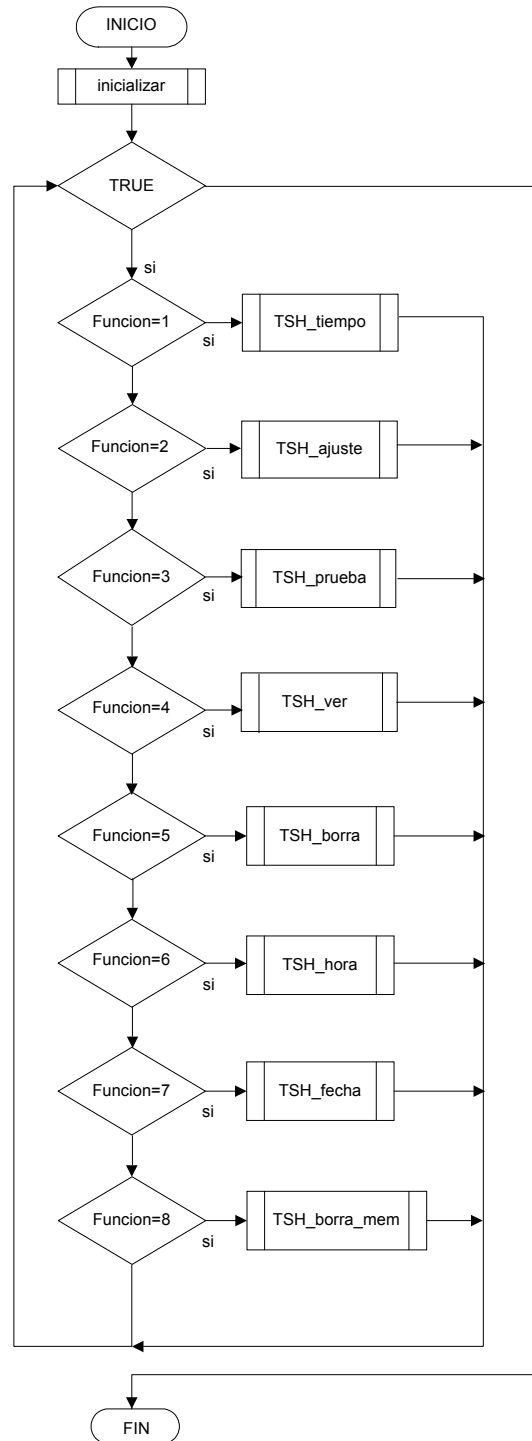 INICIO
inicializar
TRUE
si
Funcion=1
si
TSH_tiempo
Funcion=2
si
TSH_ajuste
Funcion=3
si
TSH_prueba
Funcion=4
si
TSH_ver
Funcion=5
si
TSH_borra
Funcion=6
si
TSH_hora
Funcion=7
si
TSH_fecha
Funcion=8
si
TSH_borra_mem
FIN